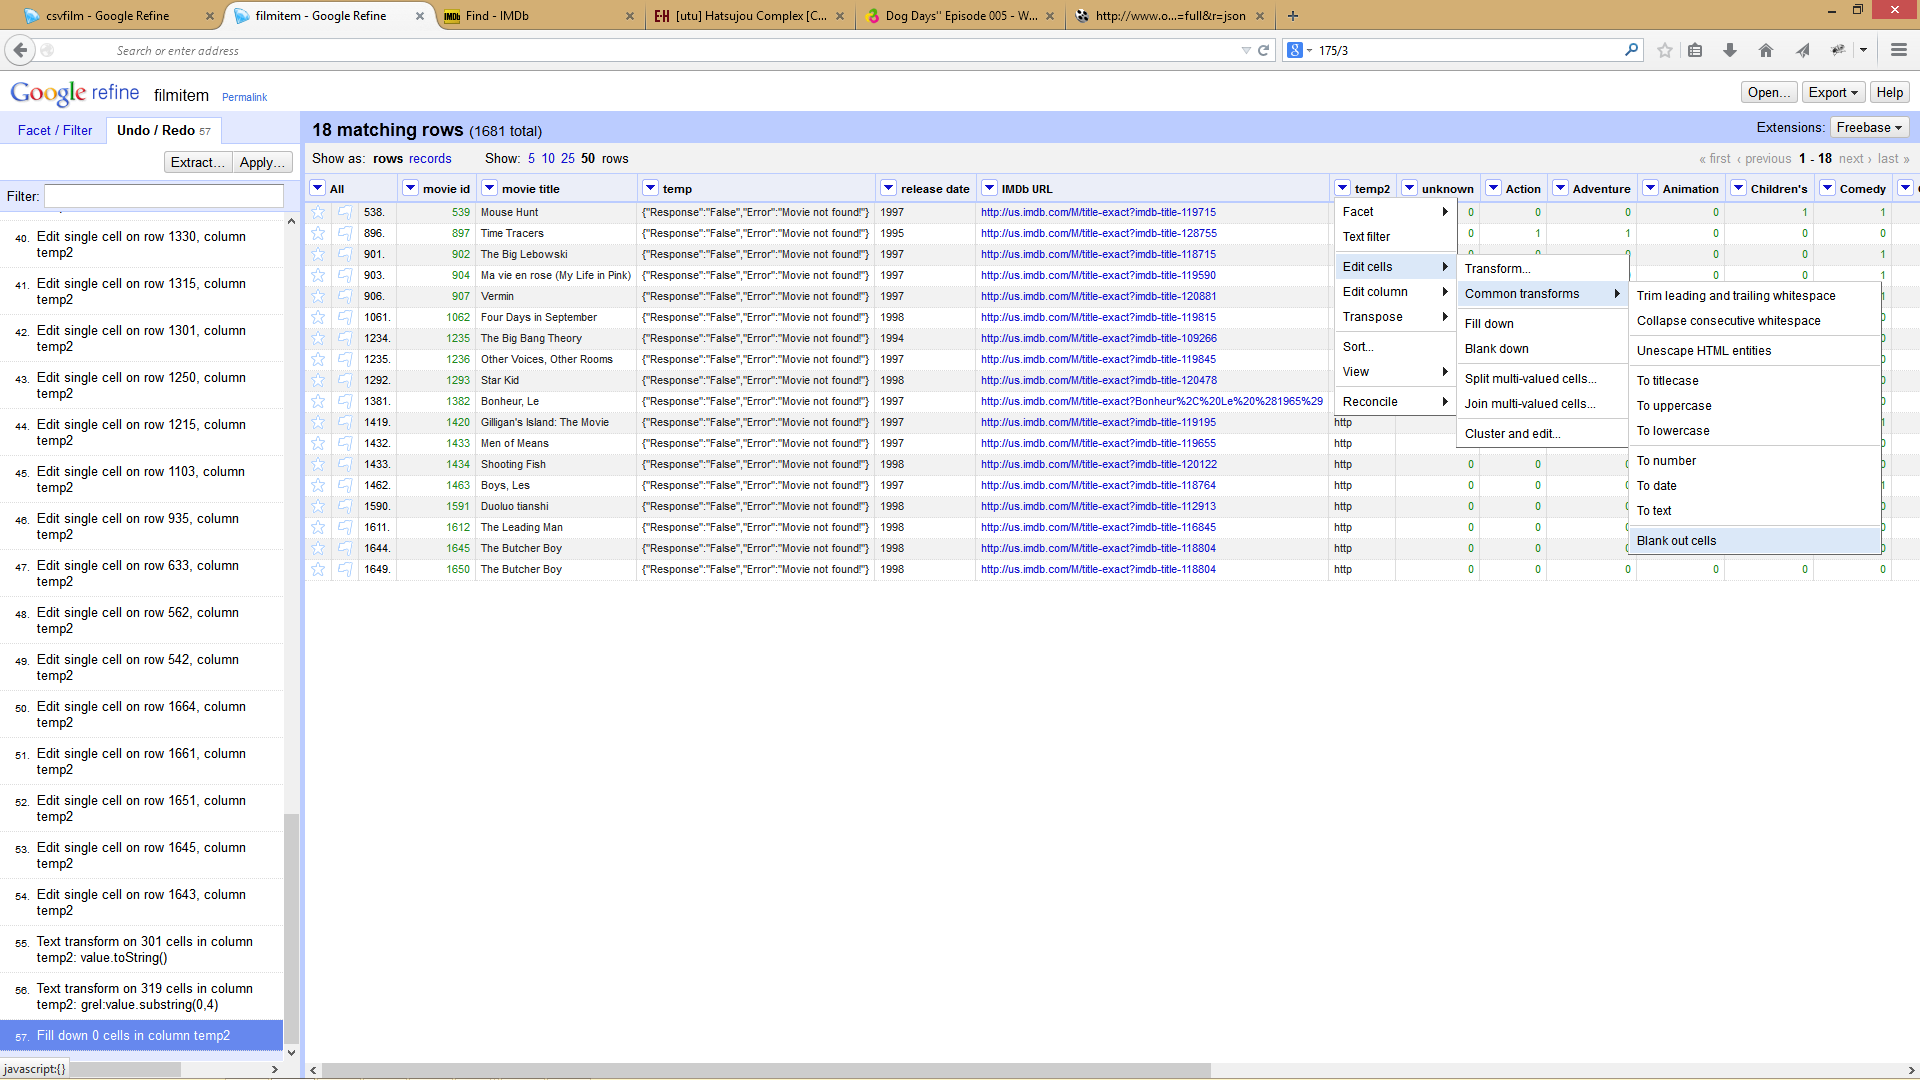 csvfilm - Google Refine
filmitem - Google Refine
Find - IMDb
[utu] Hatsujou Complex [C...
Dog Days'' Episode 005 - W...
http://www.o...=full&r=json
Search or enter address
175/3
Google refine filmitem Permalink
Open... Export Help
Facet / Filter Undo / Redo 57
18 matching rows (1681 total)
Extensions: Freebase
Extract... Apply...
Show as: rows records Show: 5 10 25 50 rows
« first ‹ previous 1 - 18 next › last »
Filter:
All movie id movie title temp release date IMDb URL temp2 unknown Action Adventure Animation Children's Comedy
538. 539 Mouse Hunt {"Response":"False","Error":"Movie not found!"} 1997 http://us.imdb.com/M/title-exact?imdb-title-119715 0 0 0 0 1 1
896. 897 Time Tracers {"Response":"False","Error":"Movie not found!"} 1995 http://us.imdb.com/M/title-exact?imdb-title-128755 0 1 1 0 0 0
901. 902 The Big Lebowski {"Response":"False","Error":"Movie not found!"} 1997 http://us.imdb.com/M/title-exact?imdb-title-118715 1
903. 904 Ma vie en rose (My Life in Pink) {"Response":"False","Error":"Movie not found!"} 1997 http://us.imdb.com/M/title-exact?imdb-title-119590 0 0 0 1
906. 907 Vermin {"Response":"False","Error":"Movie not found!"} 1997 http://us.imdb.com/M/title-exact?imdb-title-120881
1061. 1062 Four Days in September {"Response":"False","Error":"Movie not found!"} 1998 http://us.imdb.com/M/title-exact?imdb-title-119815
1234. 1235 The Big Bang Theory {"Response":"False","Error":"Movie not found!"} 1994 http://us.imdb.com/M/title-exact?imdb-title-109266
1235. 1236 Other Voices, Other Rooms {"Response":"False","Error":"Movie not found!"} 1997 http://us.imdb.com/M/title-exact?imdb-title-119845
1292. 1293 Star Kid {"Response":"False","Error":"Movie not found!"} 1998 http://us.imdb.com/M/title-exact?imdb-title-120478
1381. 1382 Bonheur, Le {"Response":"False","Error":"Movie not found!"} 1997 http://us.imdb.com/M/title-exact?Bonheur%2C%20Le%20%281965%29
1419. 1420 Gilligan's Island: The Movie {"Response":"False","Error":"Movie not found!"} 1997 http://us.imdb.com/M/title-exact?imdb-title-119195 http
1432. 1433 Men of Means {"Response":"False","Error":"Movie not found!"} 1997 http://us.imdb.com/M/title-exact?imdb-title-119655 http
1433. 1434 Shooting Fish {"Response":"False","Error":"Movie not found!"} 1998 http://us.imdb.com/M/title-exact?imdb-title-120122 http 0 0
1462. 1463 Boys, Les {"Response":"False","Error":"Movie not found!"} 1997 http://us.imdb.com/M/title-exact?imdb-title-118764 http 0 0
1590. 1591 Duoluo tianshi {"Response":"False","Error":"Movie not found!"} 1998 http://us.imdb.com/M/title-exact?imdb-title-112913 http 0 0
1611. 1612 The Leading Man {"Response":"False","Error":"Movie not found!"} 1998 http://us.imdb.com/M/title-exact?imdb-title-116845 http 0 0
1644. 1645 The Butcher Boy {"Response":"False","Error":"Movie not found!"} 1998 http://us.imdb.com/M/title-exact?imdb-title-118804 http 0 0
1649. 1650 The Butcher Boy {"Response":"False","Error":"Movie not found!"} 1998 http://us.imdb.com/M/title-exact?imdb-title-118804 http 0 0 0 0 0 0
Facet
Text filter
Edit cells
Edit column
Transpose
Sort...
View
Reconcile
Transform...
Common transforms
Fill down
Blank down
Split multi-valued cells...
Join multi-valued cells...
Cluster and edit...
Trim leading and trailing whitespace
Collapse consecutive whitespace
Unescape HTML entities
To titlecase
To uppercase
To lowercase
To number
To date
To text
Blank out cells
40. Edit single cell on row 1330, column
temp2
41. Edit single cell on row 1315, column
temp2
42. Edit single cell on row 1301, column
temp2
43. Edit single cell on row 1250, column
temp2
44. Edit single cell on row 1215, column
temp2
45. Edit single cell on row 1103, column
temp2
46. Edit single cell on row 935, column
temp2
47. Edit single cell on row 633, column
temp2
48. Edit single cell on row 562, column
temp2
49. Edit single cell on row 542, column
temp2
50. Edit single cell on row 1664, column
temp2
51. Edit single cell on row 1661, column
temp2
52. Edit single cell on row 1651, column
temp2
53. Edit single cell on row 1645, column
temp2
54. Edit single cell on row 1643, column
temp2
55. Text transform on 301 cells in column
temp2: value.toString()
56. Text transform on 319 cells in column
temp2: grel:value.substring(0,4)
57. Fill down 0 cells in column temp2
javascript:{}